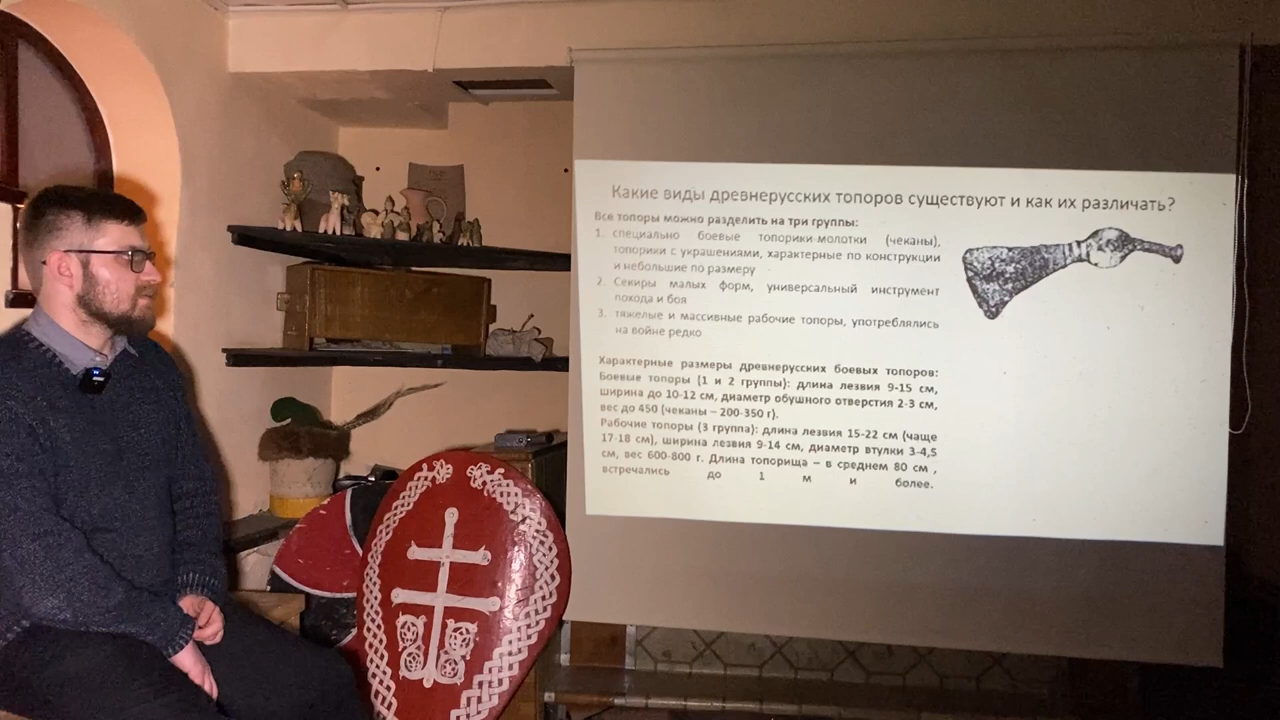 Какие виды древнерусских топоров существуют и как их различать?
Все топоры можно разделить на три группы:
1. специально боевые топорики-молотки (чеканы),
топорики с украшениями, характерные по конструкции
и небольшие по размеру
2. Секиры малых форм, универсальный инструмент
похода и боя
3. тяжелые и массивные рабочие топоры, употреблялись
на войне редко
Характерные размеры древнерусских боевых топоров:
Боевые топоры (1 и 2 группы): длина лезвия 9-15 см,
ширина до 10-12 см, диаметр обушного отверстия 2-3 см,
вес до 450 (чеканы – 200-350 г).
Рабочие топоры (3 группа): длина лезвия 15-22 см (чаще
17-18 см), ширина лезвия 9-14 см, диаметр втулки 3-4,5
см, вес 600-800 г. Длина топорища – в среднем 80 см ,
встречались до 1 м и более.